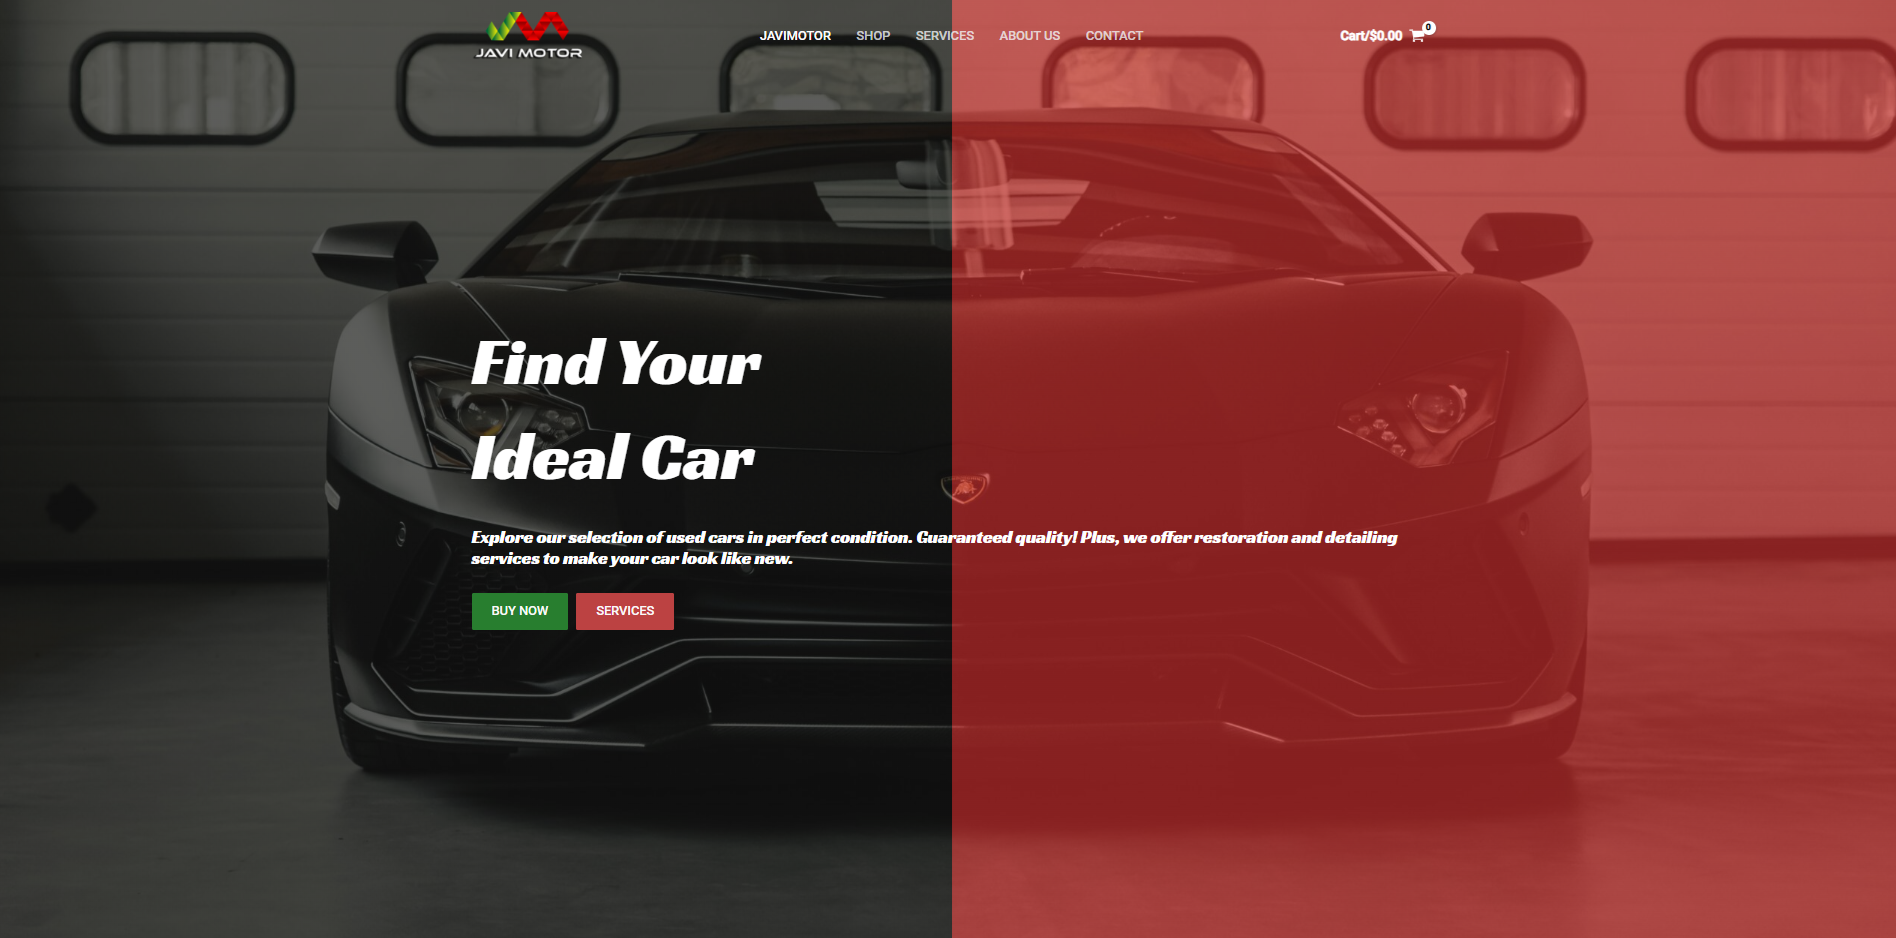 JAVI MOTOR
JAVIMOTOR
SHOP
SERVICES
ABOUT US
CONTACT
Cart/$0.00
0
Find Your
Ideal Car
Explore our selection of used cars in perfect condition. Guaranteed quality! Plus, we offer restoration and detailing
services to make your car look like new.
BUY NOW
SERVICES